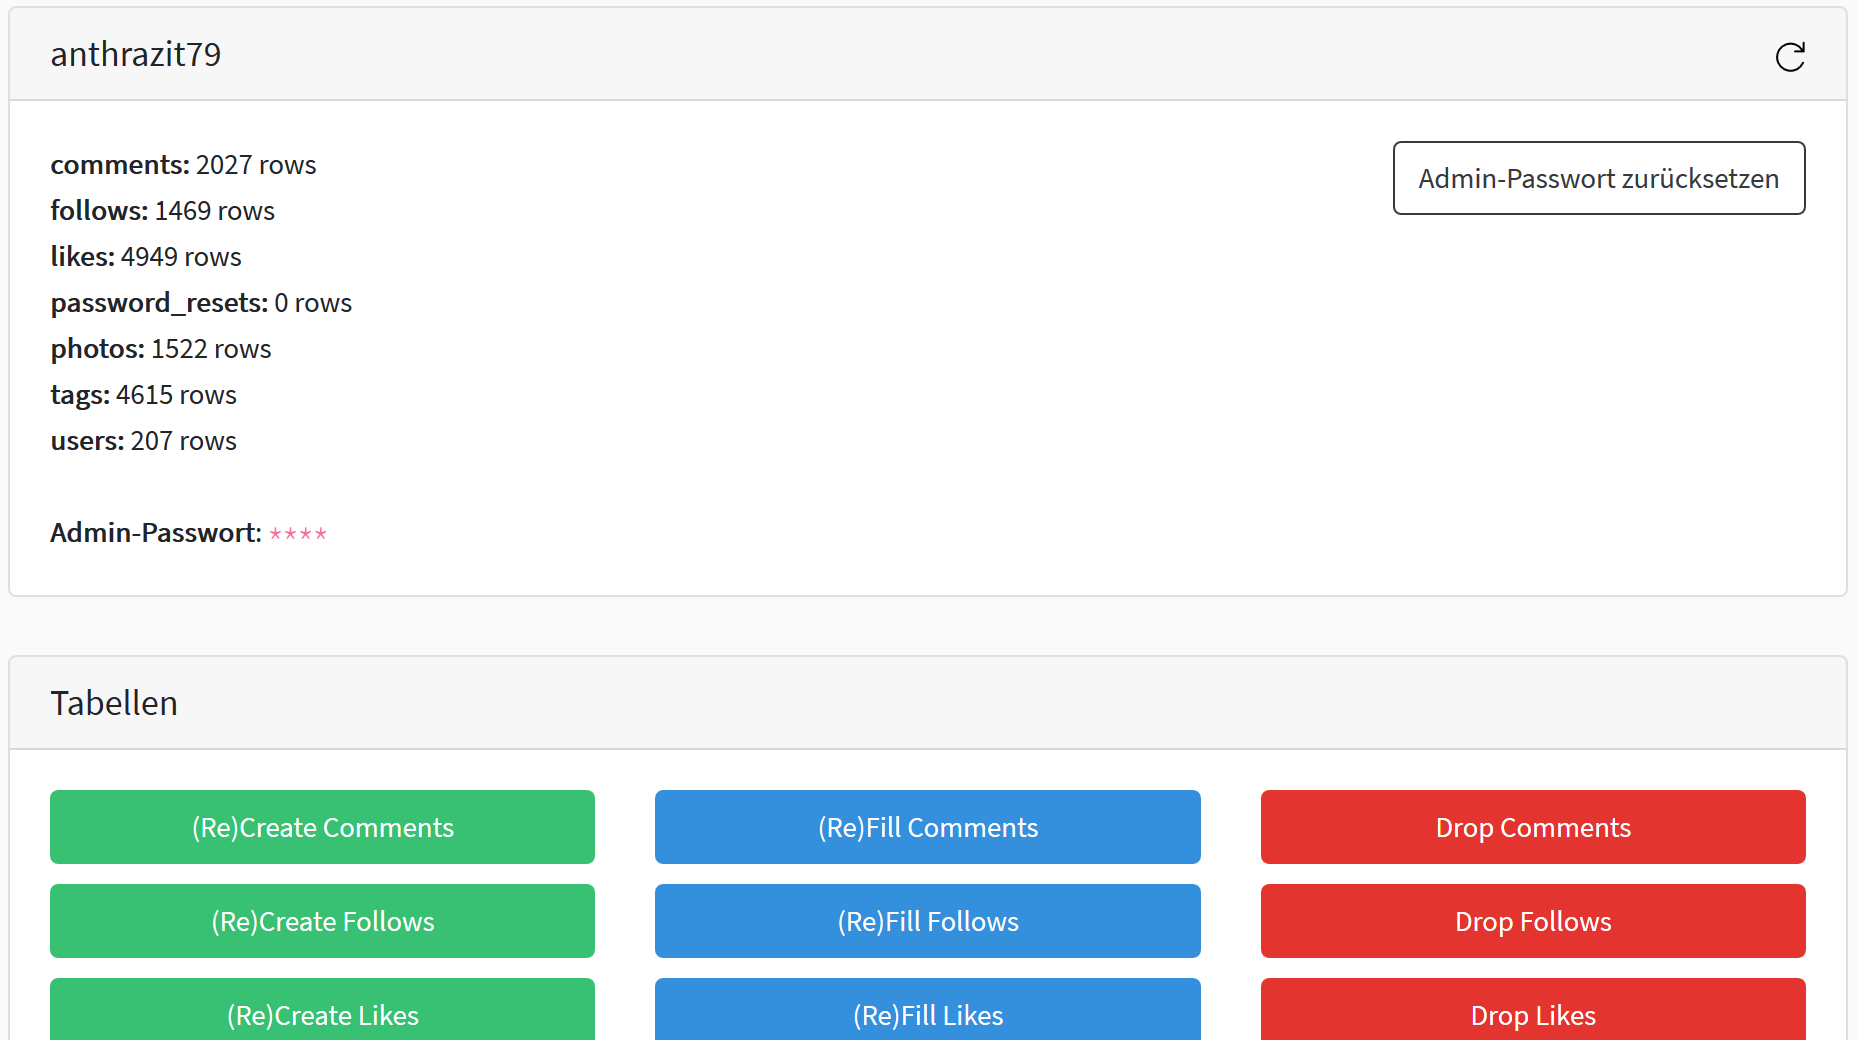 anthrazit79
comments: 2027 rows
Admin-Passwort zurücksetzen
follows: 1469 rows
likes: 4949 rows
password_resets: 0 rows
photos: 1522 rows
tags: 4615 rows
users: 207 rows
Admin-Passwort: ****
Tabellen
(Re)Create Comments
(Re)Fill Comments
Drop Comments
(Re)Create Follows
(Re)Fill Follows
Drop Follows
(Re)Create Likes
(Re)Fill Likes
Drop Likes